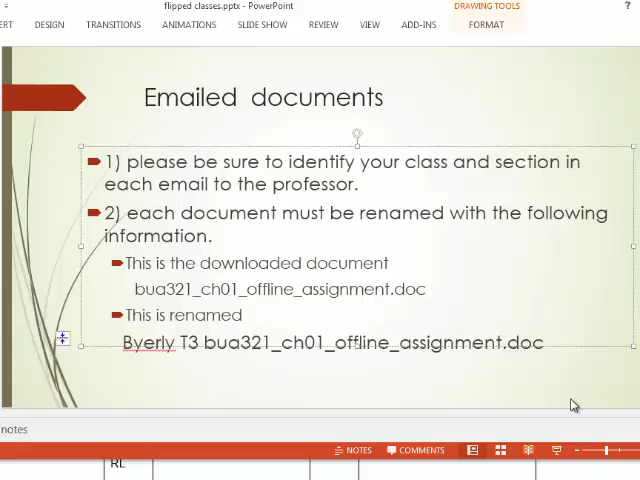 flipped classes.pptx - PowerPoint
DRAWING TOOLS
?
ERT DESIGN TRANSITIONS ANIMATIONS SLIDE SHOW REVIEW VIEW ADD-INS FORMAT
Emailed documents
1) please be sure to identify your class and section in
each email to the professor.
2) each document must be renamed with the following
information.
This is the downloaded document
bua321_ch01_offline_assignment.doc
This is renamed
Byerly T3 bua321_ch01_offline_assignment.doc
notes
NOTES COMMENTS
RL